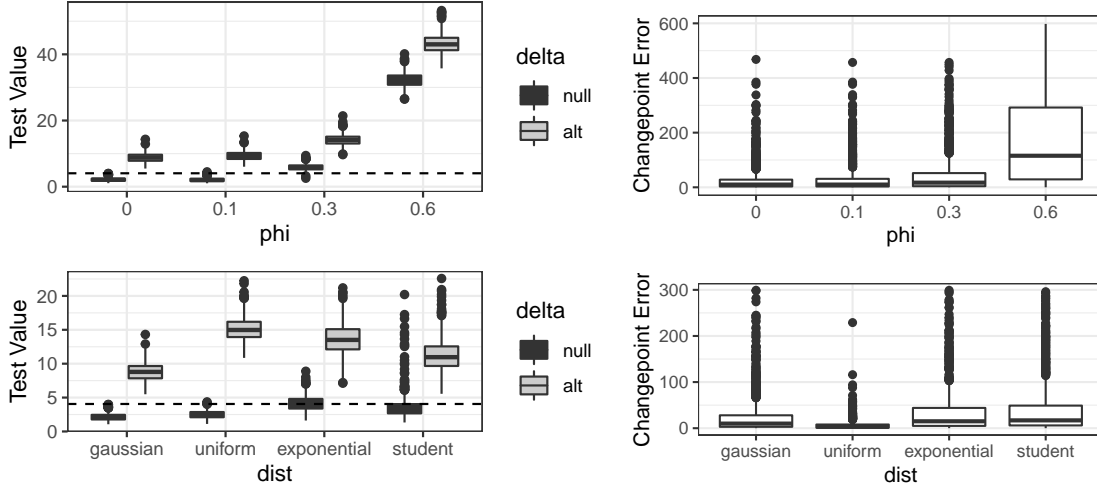 Test Value
0
20
40
0
0.1
0.3
0.6
phi
delta
null
alt
Changepoint Error
0
200
400
600
0
0.1
0.3
0.6
phi
Test Value
0
5
10
15
20
gaussian
uniform
exponential
student
dist
delta
null
alt
Changepoint Error
0
100
200
300
gaussian
uniform
exponential
student
dist